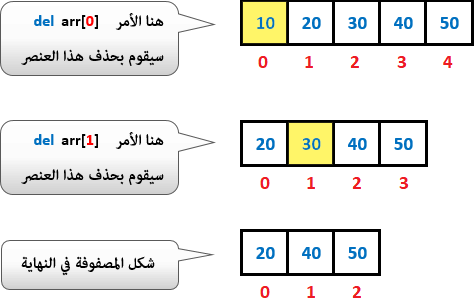 هنا الأمر del arr[0]
سيقوم بحذف هذا العنصر
10 20 30 40 50
0 1 2 3 4
هنا الأمر del arr[1]
سيقوم بحذف هذا العنصر
20 30 40 50
0 1 2 3
شكل المصفوفة في النهاية
20 40 50
0 1 2